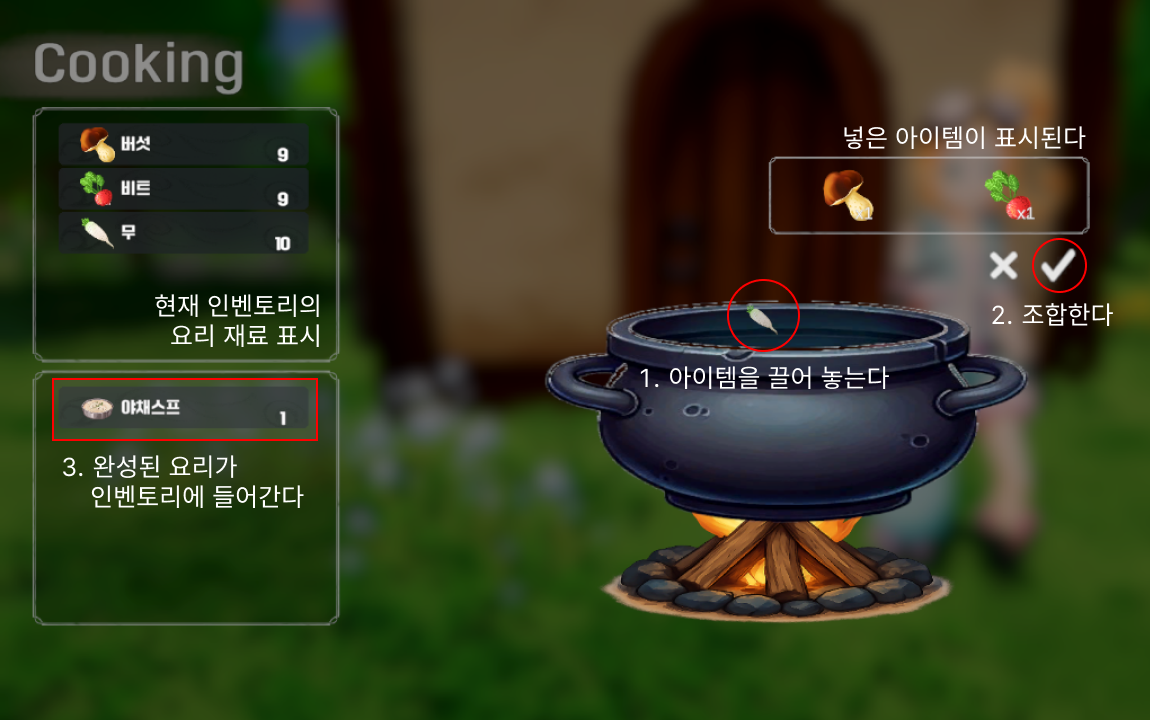 Cooking
버섯 9
비트 9
무 10
현재 인벤토리의
요리 재료 표시
야채스프 1
3. 완성된 요리가
인벤토리에 들어간다
넣은 아이템이 표시된다
x1 x1
2. 조합한다
1. 아이템을 끌어 놓는다